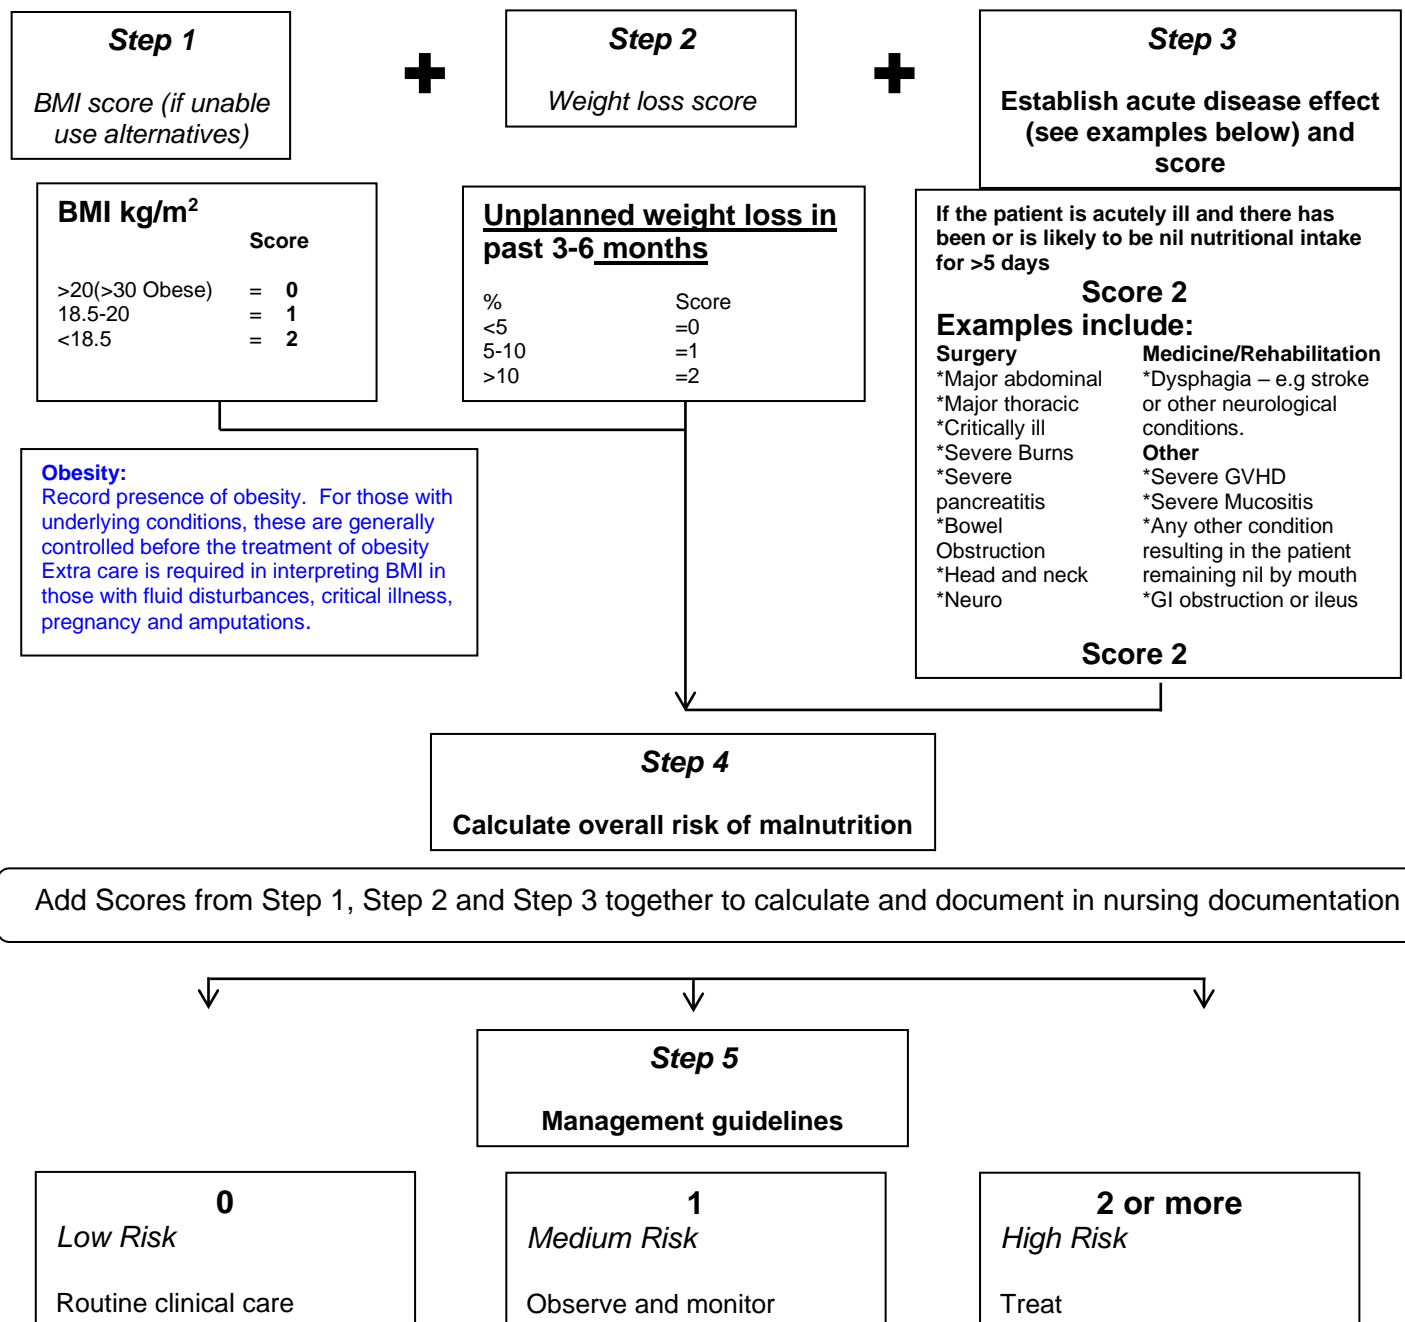 Step 1
BMI score (if unable
use alternatives)
Step 2
Weight loss score
Step 3
Establish acute disease effect
(see examples below) and
score
BMI kg/m²
Score
>20(>30 Obese) = 0
18.5-20 = 1
<18.5 = 2
Unplanned weight loss in
past 3-6 months
% Score
<5 =0
5-10 =1
>10 =2
If the patient is acutely ill and there has
been or is likely to be nil nutritional intake
for >5 days
Score 2
Examples include:
Surgery
*Major abdominal
*Major thoracic
*Critically ill
*Severe Burns
*Severe
pancreatitis
*Bowel
Obstruction
*Head and neck
*Neuro
Medicine/Rehabilitation
*Dysphagia – e.g stroke
or other neurological
conditions.
Other
*Severe GVHD
*Severe Mucositis
*Any other condition
resulting in the patient
remaining nil by mouth
*GI obstruction or ileus
Score 2
Obesity:
Record presence of obesity. For those with
underlying conditions, these are generally
controlled before the treatment of obesity
Extra care is required in interpreting BMI in
those with fluid disturbances, critical illness,
pregnancy and amputations.
Step 4
Calculate overall risk of malnutrition
Add Scores from Step 1, Step 2 and Step 3 together to calculate and document in nursing documentation
Step 5
Management guidelines
0
Low Risk
Routine clinical care
1
Medium Risk
Observe and monitor
2 or more
High Risk
Treat